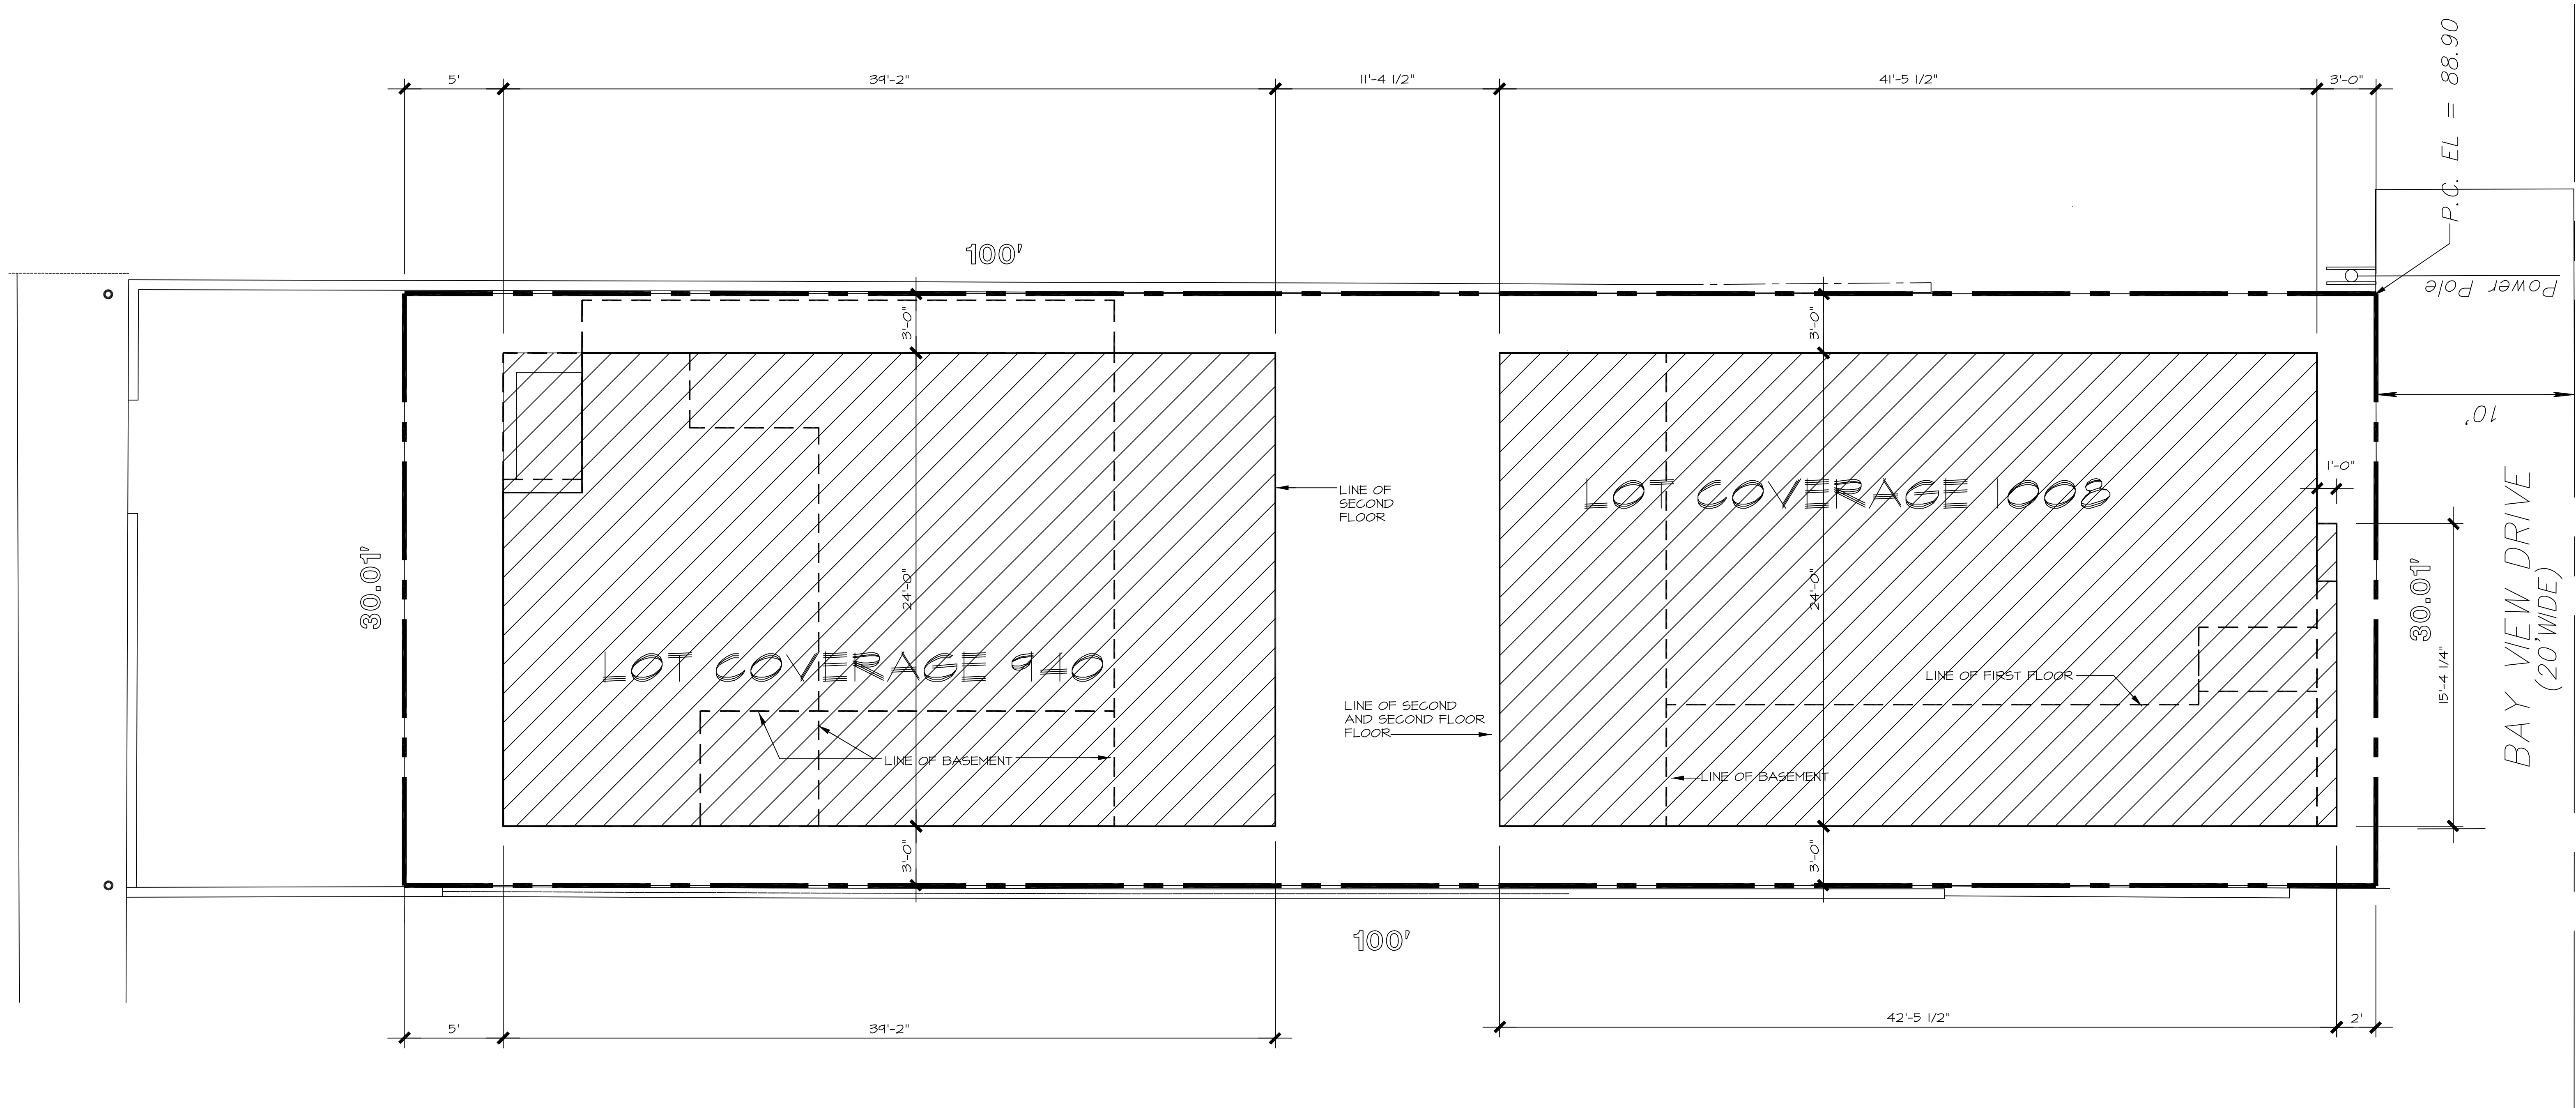 5'
39'-2"
11'-4 1/2"
41'-5 1/2"
3'-0"
P.C. EL = 88.90
100'
Power Pole
3'-0"
3'-0"
10'
1'-0"
LINE OF
SECOND
FLOOR
LOT COVERAGE 1008
30.01'
24'-0"
24'-0"
30.01'
BAY VIEW DRIVE
(20'WIDE)
LOT COVERAGE 940
LINE OF FIRST FLOOR
15'-4 1/4"
LINE OF SECOND
AND SECOND FLOOR
FLOOR
LINE OF BASEMENT
LINE OF BASEMENT
3'-0"
3'-0"
100'
5'
39'-2"
42'-5 1/2"
2'